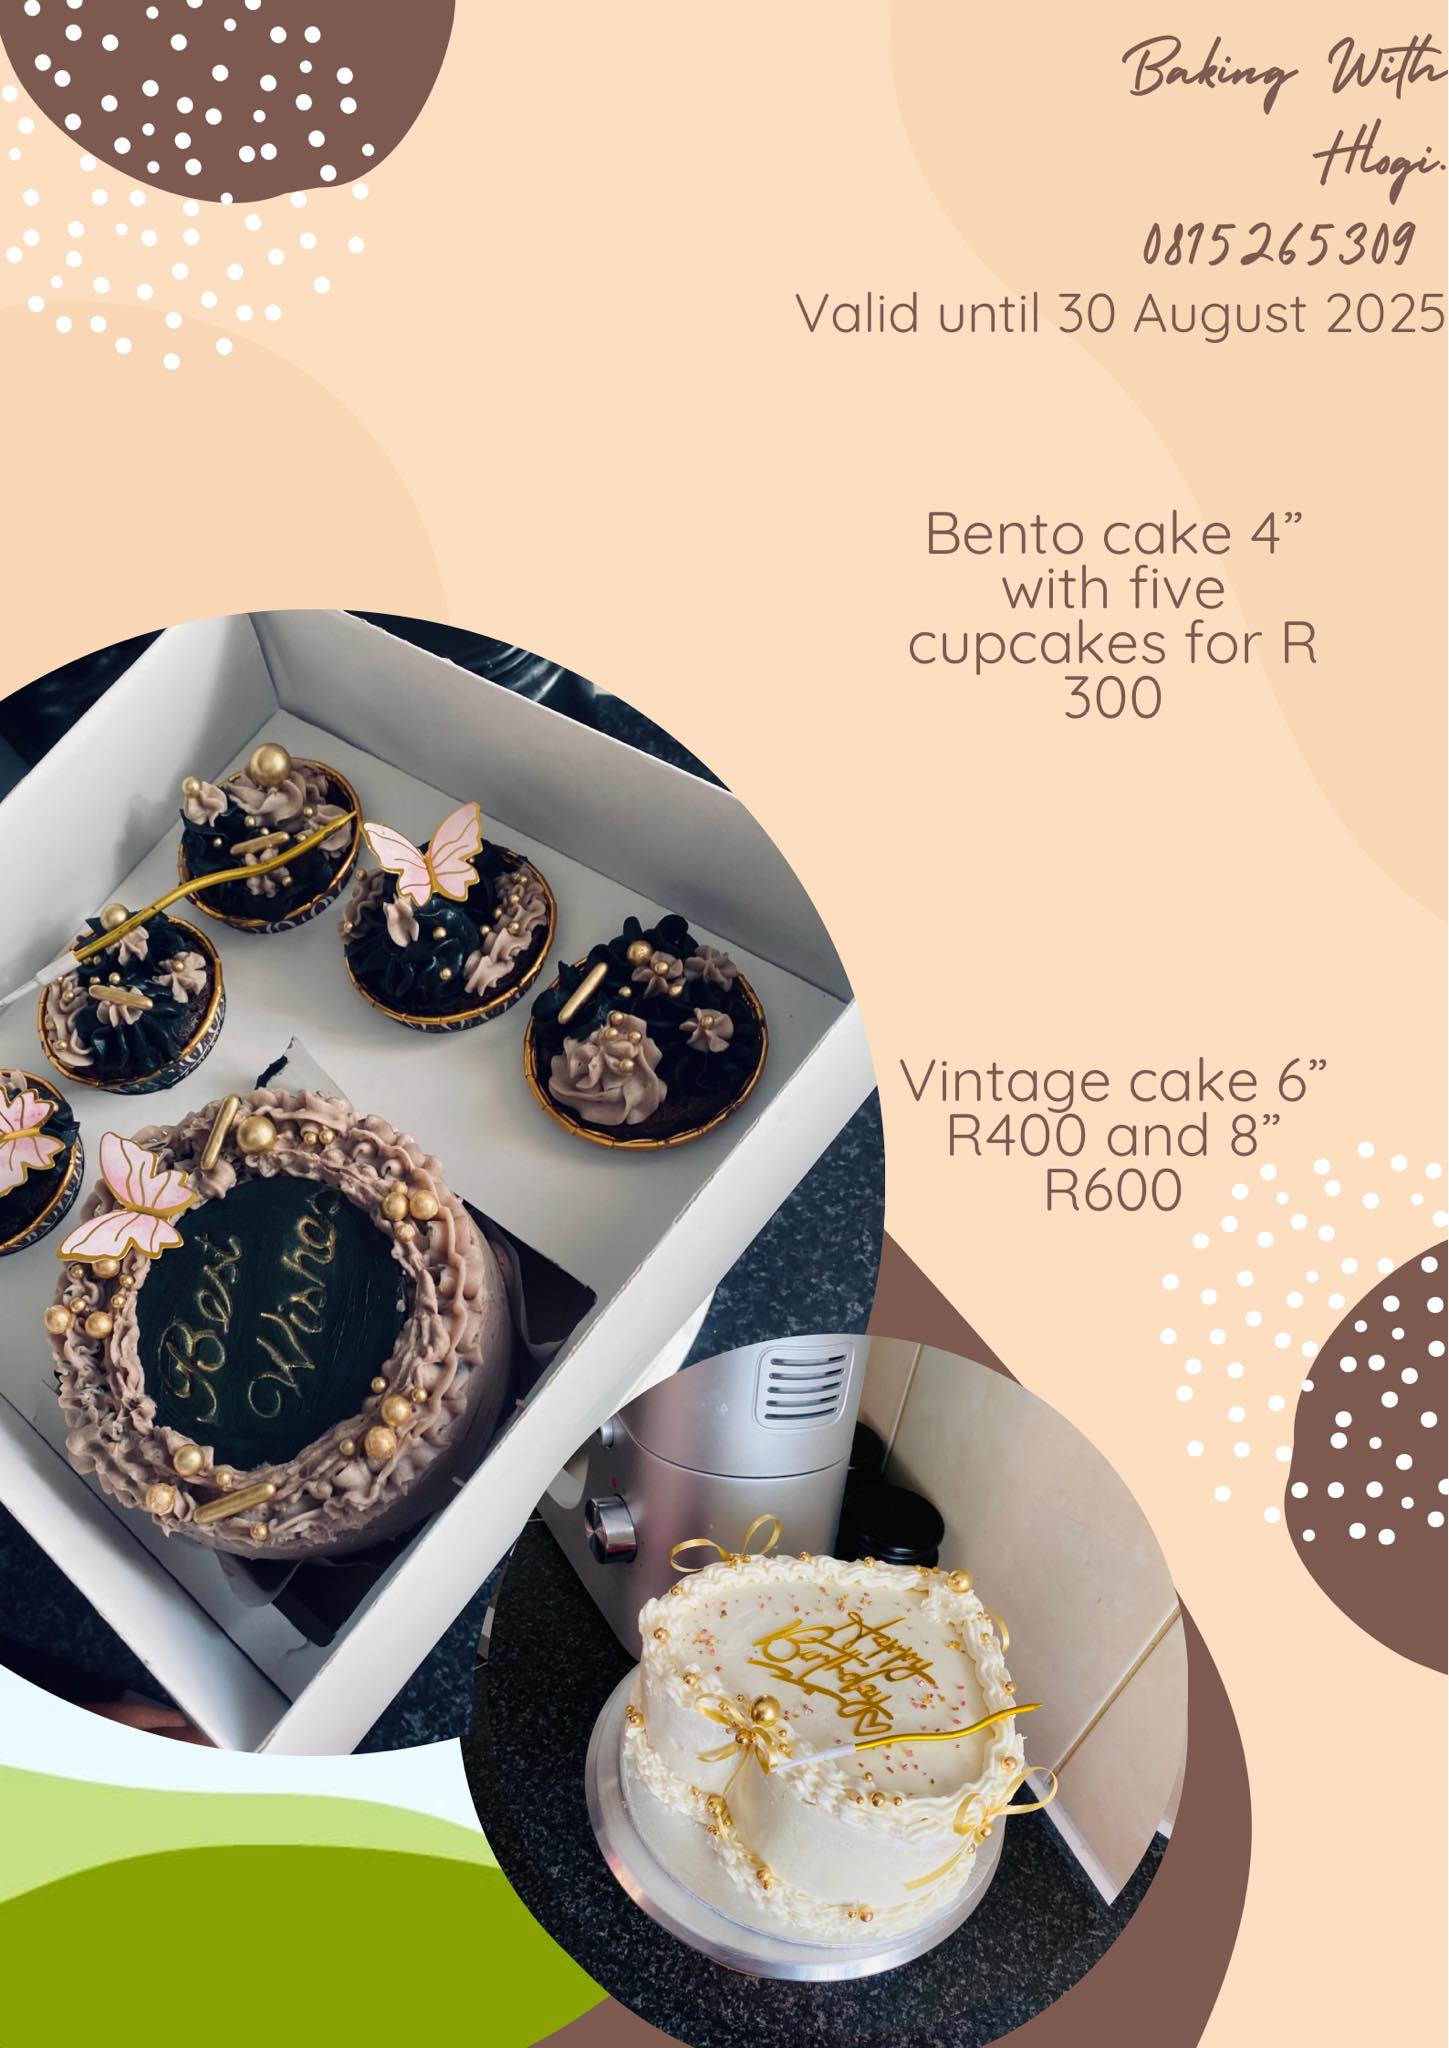 Baking With
Hlogi.
0815265309
Valid until 30 August 2025
Bento cake 4”
with five
cupcakes for R
300
Vintage cake 6”
R400 and 8”
R600
Best
Wishes
Happy
Birthday